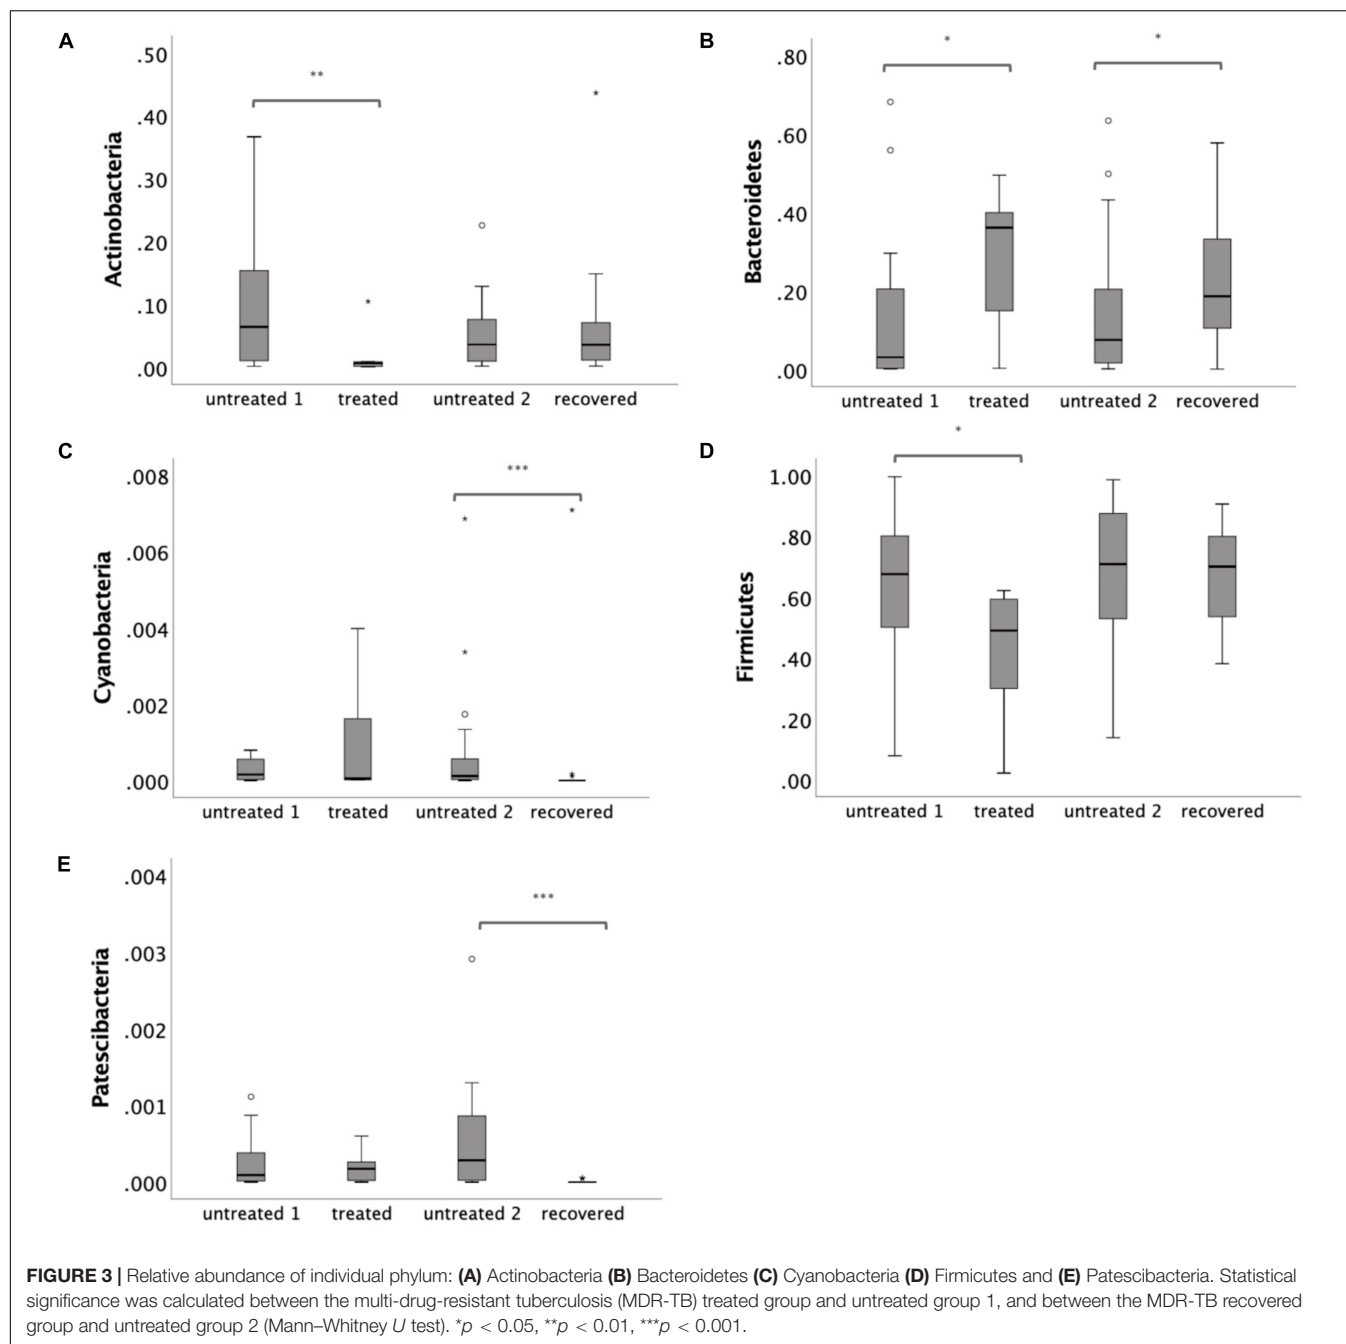 A
**
Actinobacteria
.50
.40
.30
.20
.10
.00
*
*
untreated 1 treated untreated 2 recovered
B
*
*
Bacteroidetes
.80
.60
.40
.20
.00
untreated 1 treated untreated 2 recovered
C
***
Cyanobacteria
.008
.006
.004
.002
.000
*
*
*
*
untreated 1 treated untreated 2 recovered
D
*
Firmicutes
1.00
.80
.60
.40
.20
.00
untreated 1 treated untreated 2 recovered
E
***
Patescibacteria
.004
.003
.002
.001
.000
*
untreated 1 treated untreated 2 recovered
FIGURE 3 | Relative abundance of individual phylum: (A) Actinobacteria (B) Bacteroidetes (C) Cyanobacteria (D) Firmicutes and (E) Patescibacteria. Statistical
significance was calculated between the multi-drug-resistant tuberculosis (MDR-TB) treated group and untreated group 1, and between the MDR-TB recovered
group and untreated group 2 (Mann–Whitney U test). *p < 0.05, **p < 0.01, ***p < 0.001.